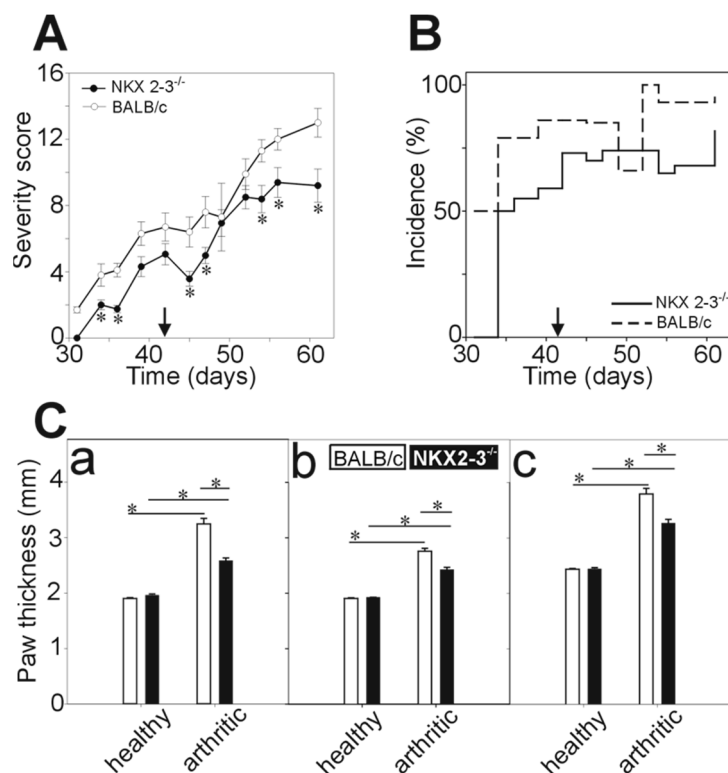 A
NKX 2-3-/-
BALB/c
Severity score
16
12
8
4
0
* * * * * * *
30 40 50 60
Time (days)
B
Incidence (%)
100
50
0
NKX 2-3-/-
BALB/c
30 40 50 60
Time (days)
C
Paw thickness (mm)
4
3
2
1
0
a
* * *
healthy
arthritic
b
BALB/c NKX2-3-/-
* * *
healthy
arthritic
c
* * *
healthy
arthritic